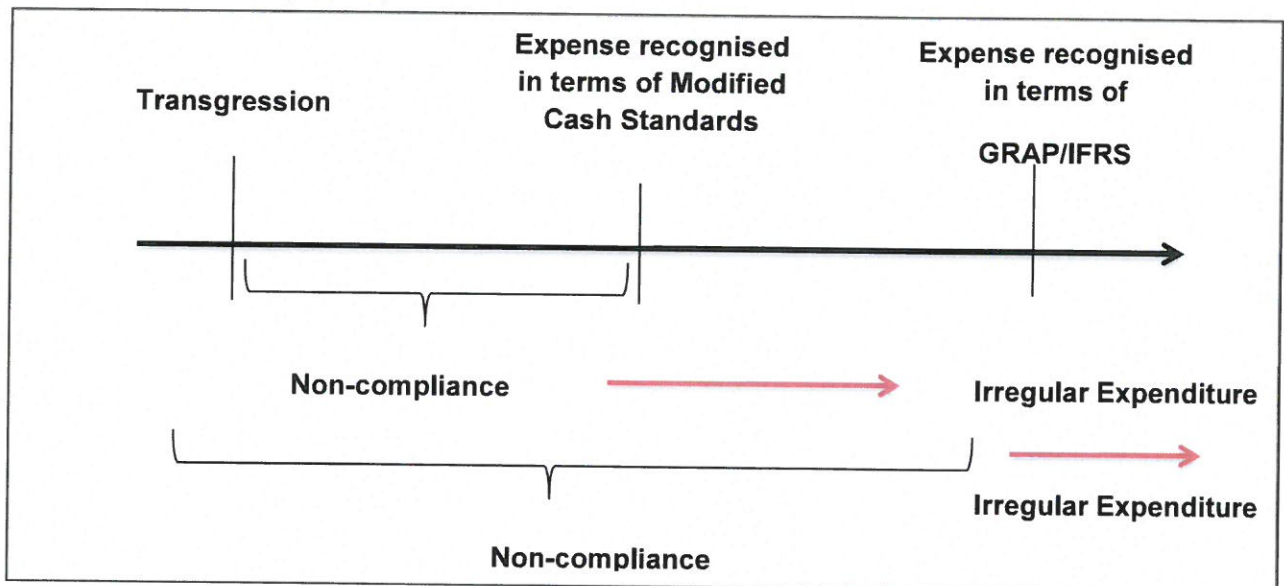 Transgression
Expense recognised
in terms of Modified
Cash Standards
Expense recognised
in terms of
GRAP/IFRS
Non-compliance
Irregular Expenditure
Non-compliance
Irregular Expenditure